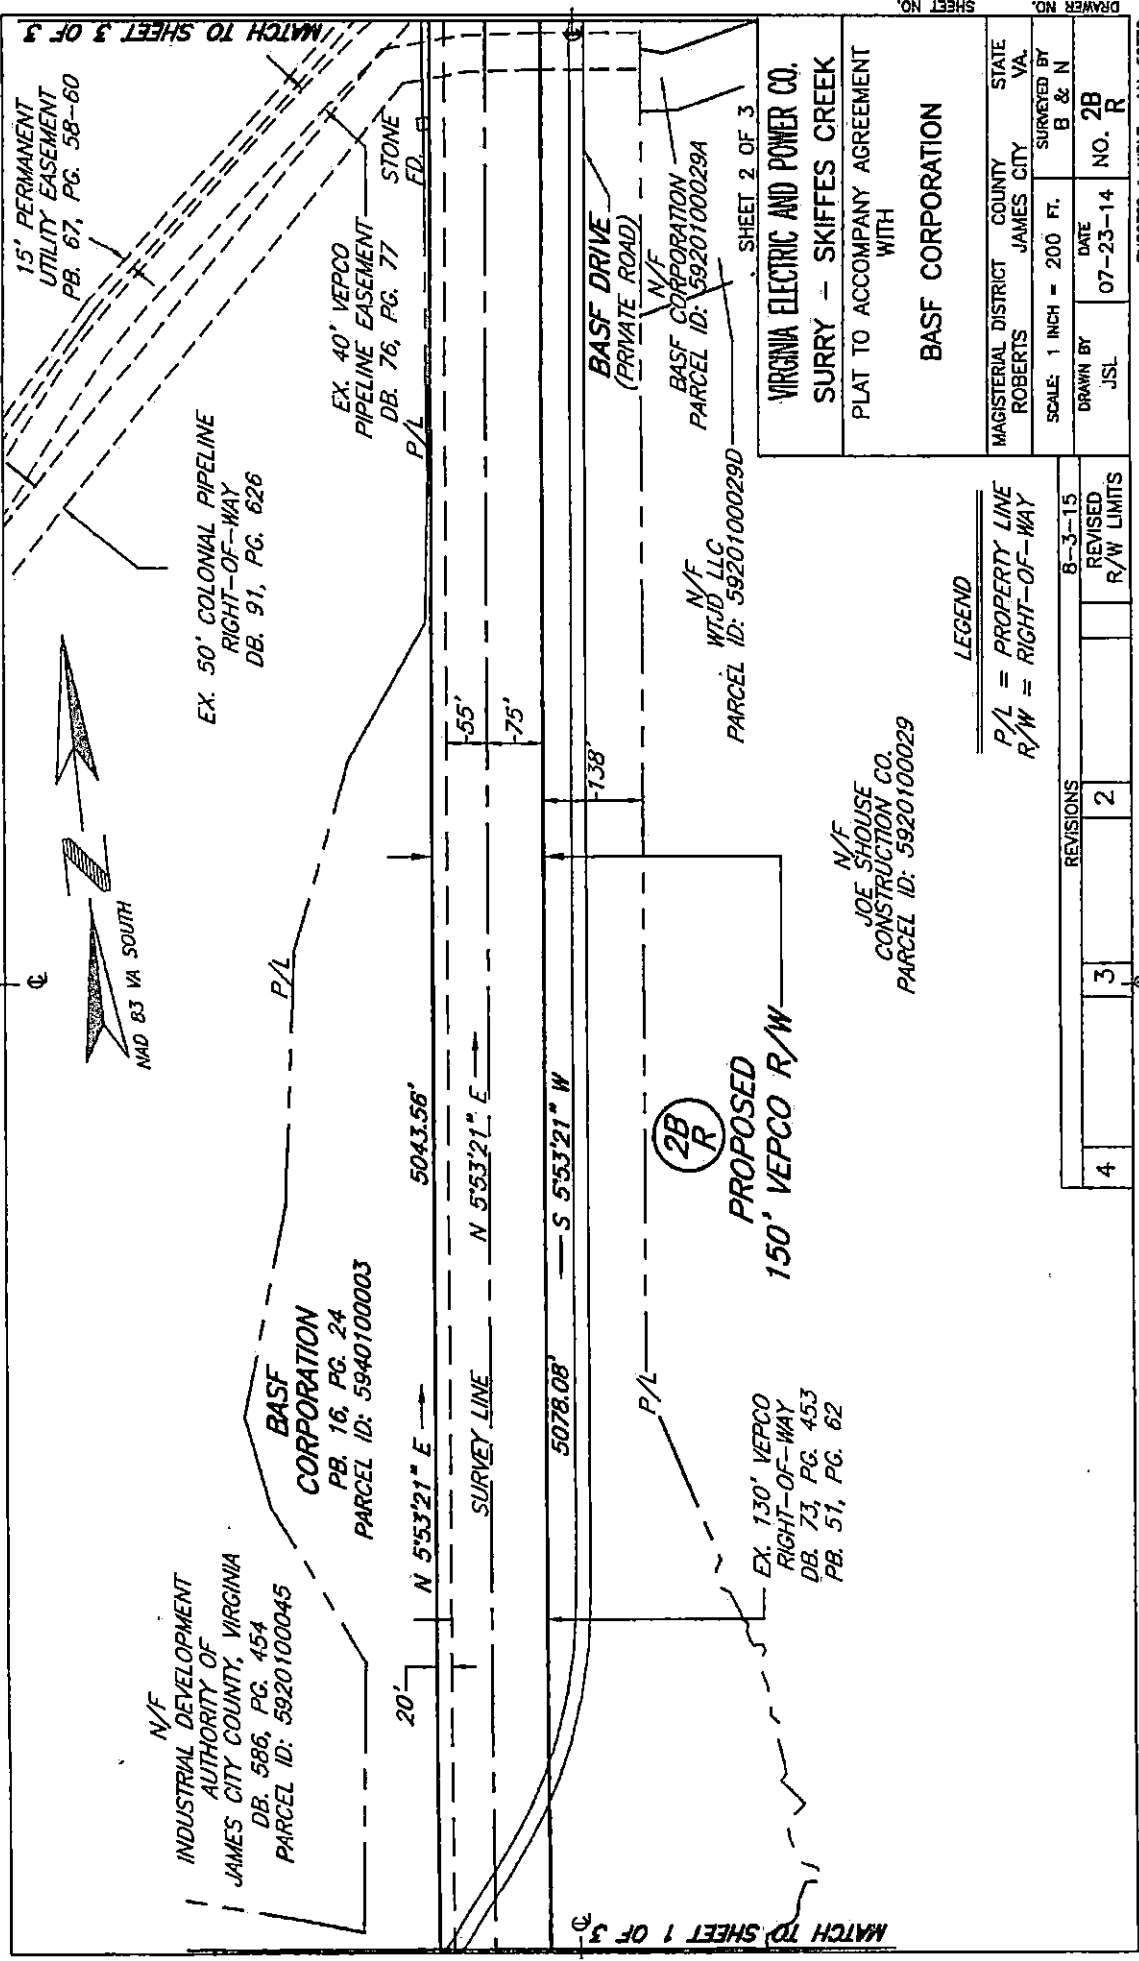 MATCH TO SHEET 3 OF 3
15' PERMANENT
UTILITY EASEMENT
PB. 67, PG. 58-60
EX. 50' COLONIAL PIPELINE
RIGHT-OF-WAY
DB. 91, PG. 626
EX. 40' VEPCO
PIPELINE EASEMENT
DB. 76, PG. 77
STONE
FD.
P/L
NAD 83 VA SOUTH
P/L
N/F
INDUSTRIAL DEVELOPMENT
AUTHORITY OF
JAMES CITY COUNTY, VIRGINIA
DB. 586, PG. 454
PARCEL ID: 5920100045
BASF
CORPORATION
PB. 16, PG. 24
PARCEL ID: 5940100003
20'
N 5°53'21" E
5043.56'
SURVEY LINE
N 5°53'21" E
55'
75'
138'
5078.08'
S 5°53'21" W
BASF DRIVE
(PRIVATE ROAD)
N/F
BASF CORPORATION
PARCEL ID: 5920100029A
N/F
WTJD LLC
PARCEL ID: 5920100029D
2B
R
PROPOSED
150' VEPCO R/W
P/L
EX. 130' VEPCO
RIGHT-OF-WAY
DB. 73, PG. 453
PB. 51, PG. 62
N/F
JOE SHOUSE
CONSTRUCTION CO.
PARCEL ID: 5920100029
MATCH TO SHEET 1 OF 3
LEGEND
P/L = PROPERTY LINE
R/W = RIGHT-OF-WAY
SHEET 2 OF 3
VIRGINIA ELECTRIC AND POWER CO.
SURRY - SKIFFES CREEK
PLAT TO ACCOMPANY AGREEMENT
WITH
BASF CORPORATION
MAGISTERIAL DISTRICT COUNTY STATE
ROBERTS JAMES CITY VA.
SCALE: 1 INCH = 200 FT.
SURVEYED BY
B & N
DRAWN BY
JSL
DATE
07-23-14
NO. 2B
R
REVISIONS
4
3
2
8-3-15
REVISED
R/W LIMITS
SHEET NO.
DRAWER NO.